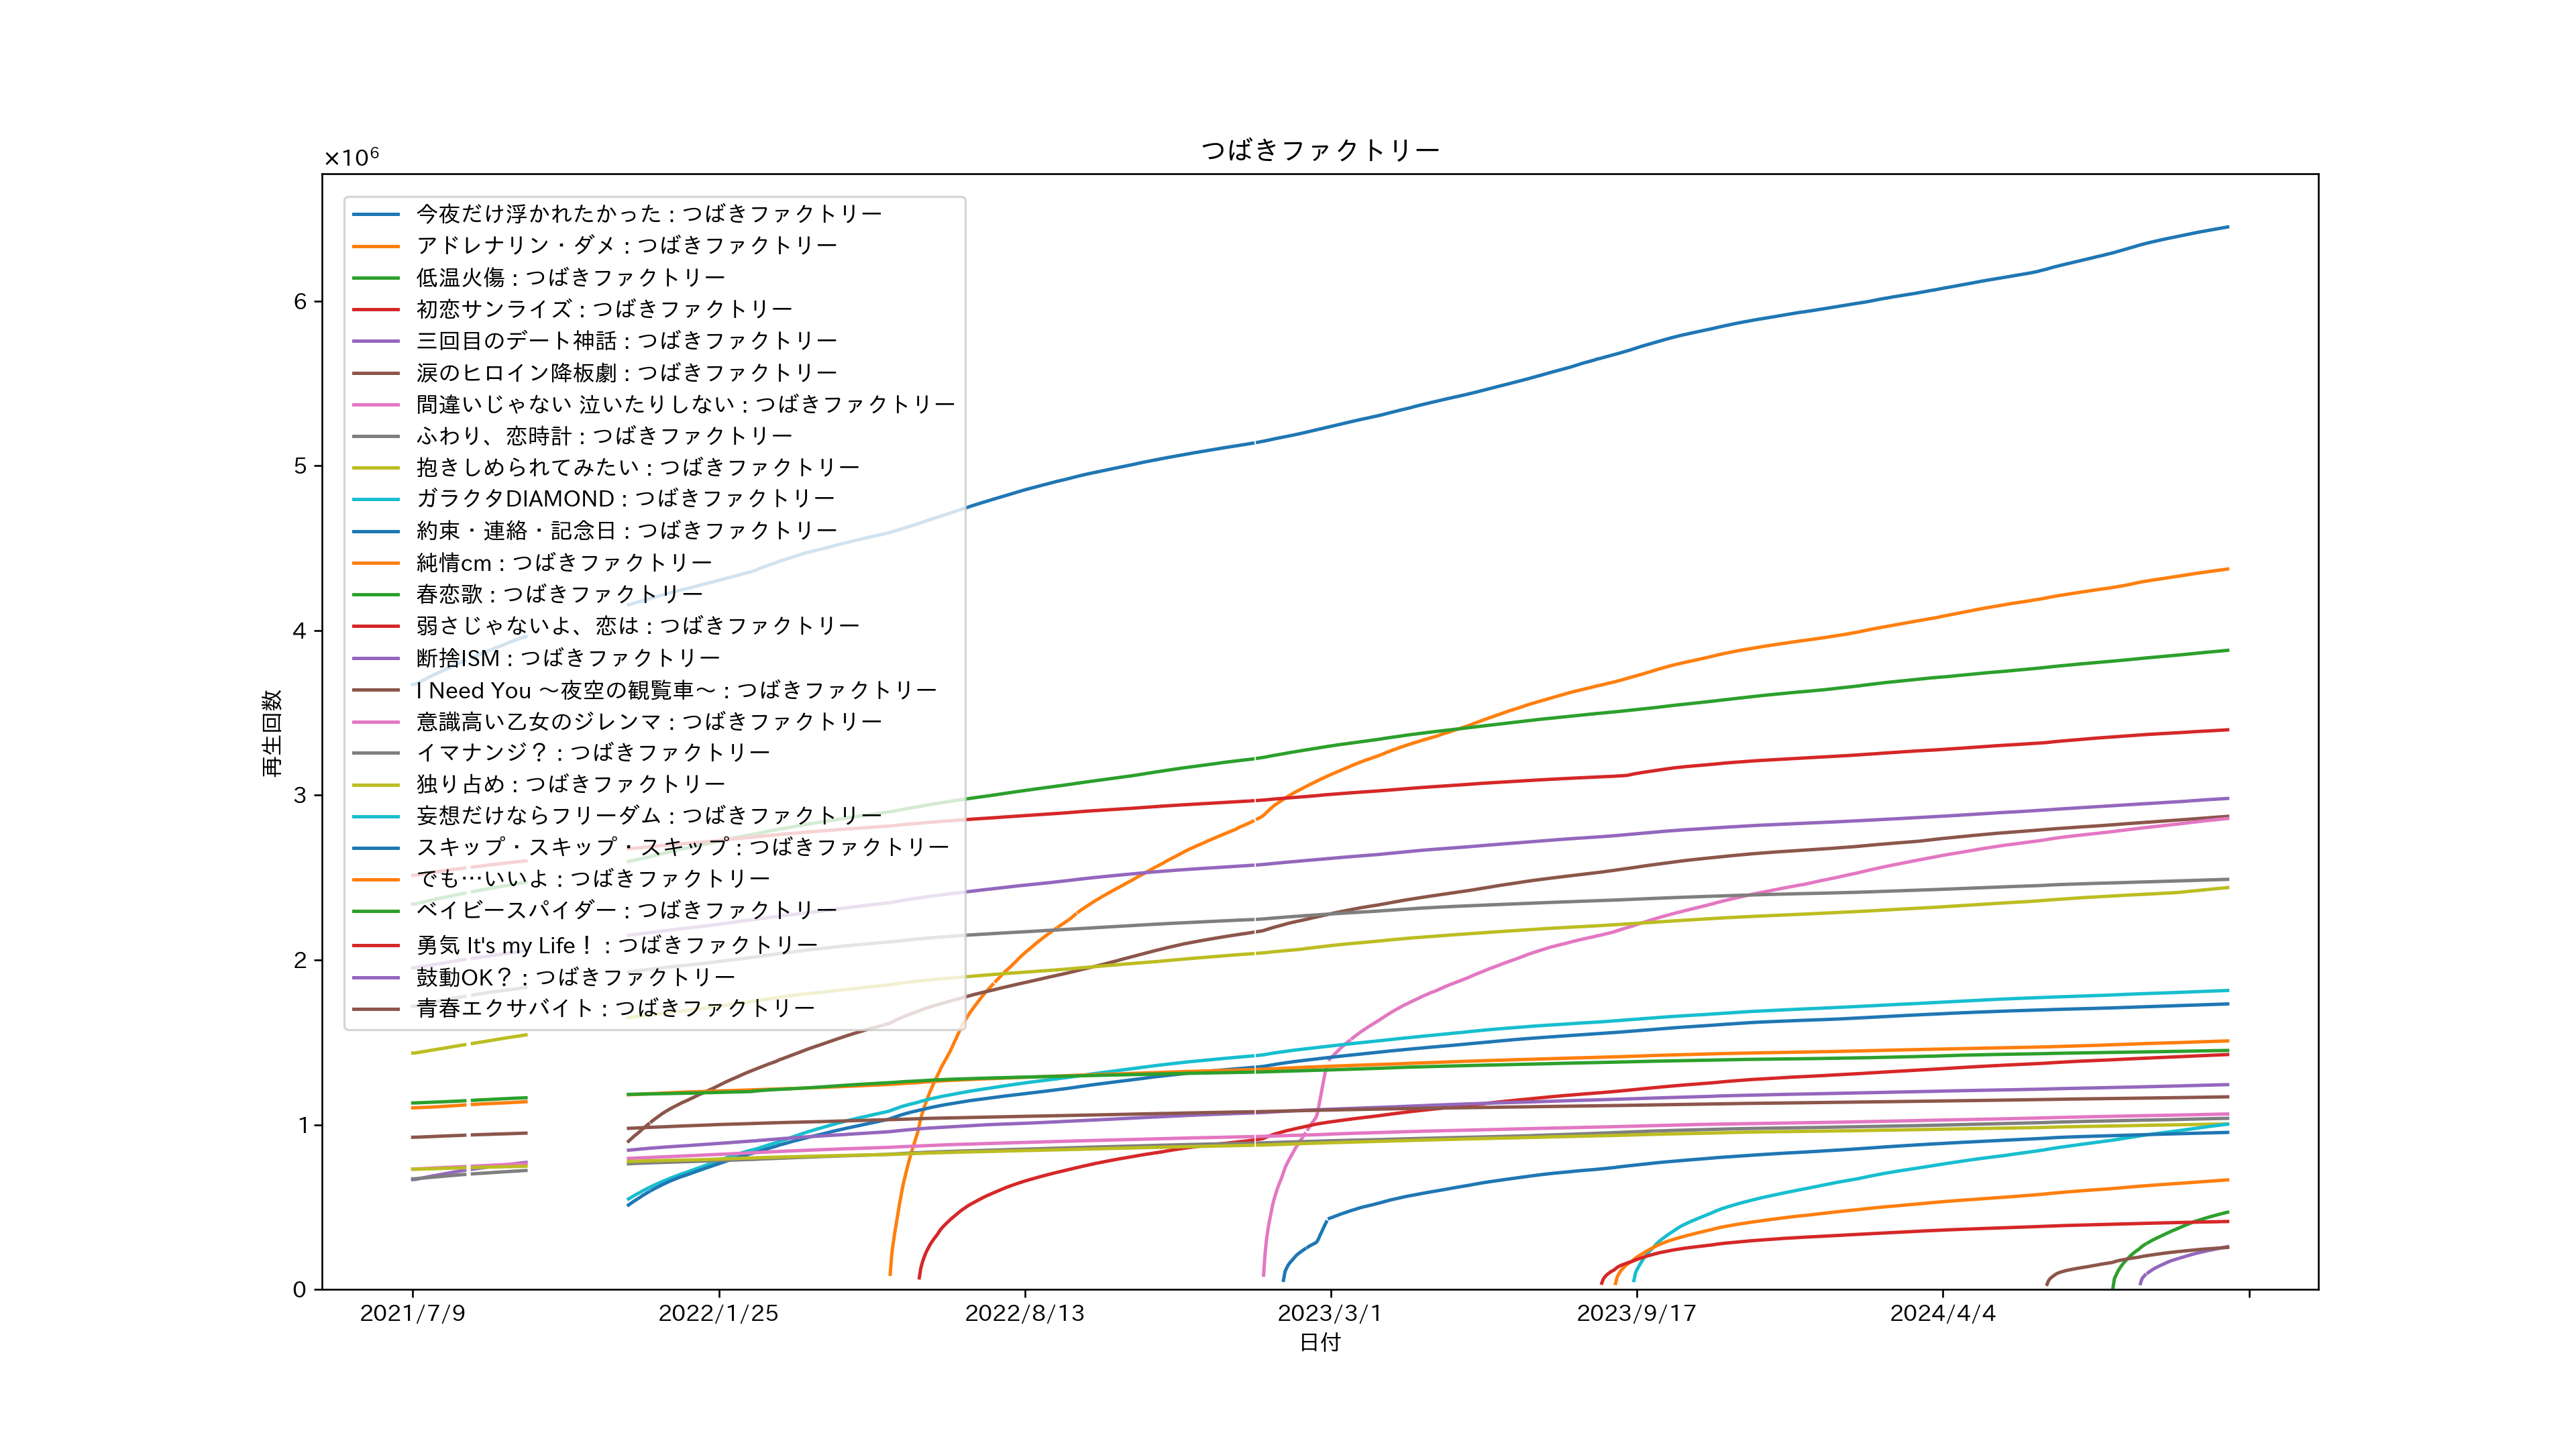 つばきファクトリー
×10⁶
今夜だけ浮かれたかった : つばきファクトリー
アドレナリン・ダメ : つばきファクトリー
低温火傷 : つばきファクトリー
初恋サンライズ : つばきファクトリー
三回目のデート神話 : つばきファクトリー
涙のヒロイン降板劇 : つばきファクトリー
間違いじゃない 泣いたりしない : つばきファクトリー
ふわり、恋時計 : つばきファクトリー
抱きしめられてみたい : つばきファクトリー
ガラクタDIAMOND : つばきファクトリー
約束・連絡・記念日 : つばきファクトリー
純情cm : つばきファクトリー
春恋歌 : つばきファクトリー
弱さじゃないよ、恋は : つばきファクトリー
断捨ISM : つばきファクトリー
I Need You 〜夜空の観覧車〜 : つばきファクトリー
意識高い乙女のジレンマ : つばきファクトリー
イマナンジ？ : つばきファクトリー
独り占め : つばきファクトリー
妄想だけならフリーダム : つばきファクトリー
スキップ・スキップ・スキップ : つばきファクトリー
でも…いいよ : つばきファクトリー
ベイビースパイダー : つばきファクトリー
勇気 It's my Life！ : つばきファクトリー
鼓動OK？ : つばきファクトリー
青春エクサバイト : つばきファクトリー
再生回数
6
5
4
3
2
1
0
2021/7/9
2022/1/25
2022/8/13
2023/3/1
2023/9/17
2024/4/4
日付